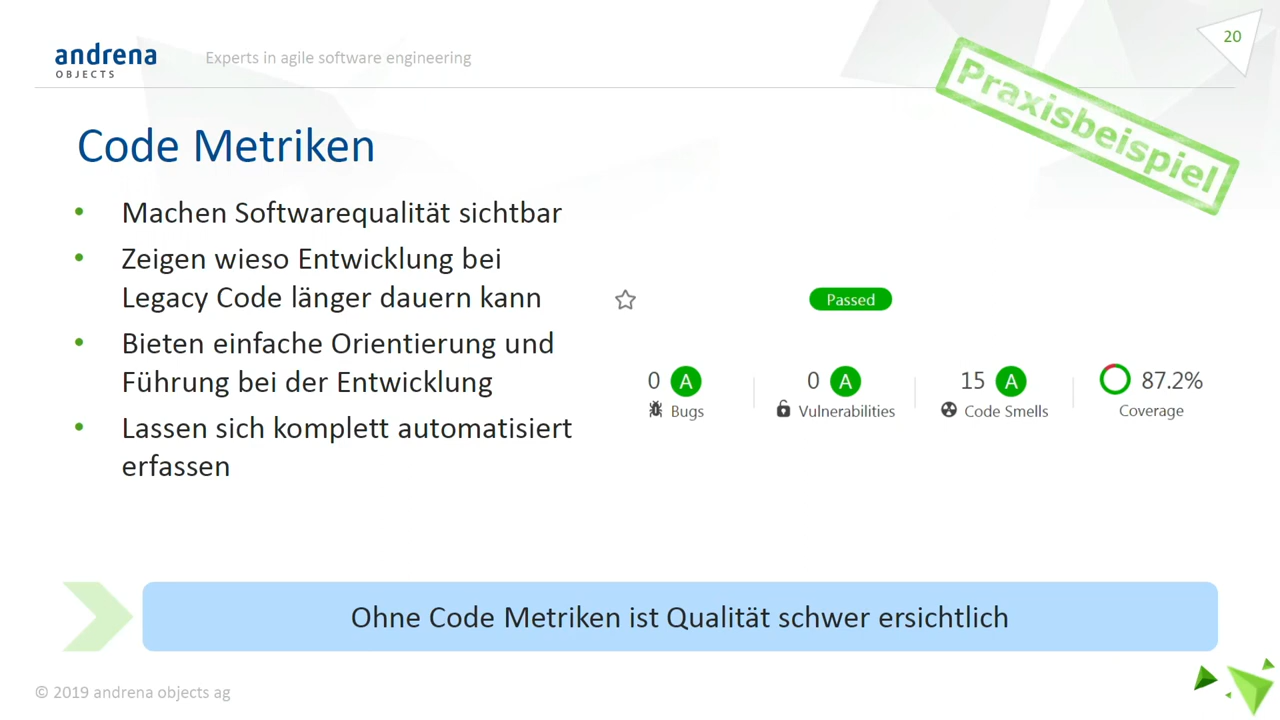 andrena
OBJECTS
Experts in agile software engineering
20
Praxisbeispiel
Code Metriken
• Machen Softwarequalität sichtbar
• Zeigen wieso Entwicklung bei
Legacy Code länger dauern kann
• Bieten einfache Orientierung und
Führung bei der Entwicklung
• Lassen sich komplett automatisiert
erfassen
Passed
0 A
Bugs
0 A
Vulnerabilities
15 A
Code Smells
87.2%
Coverage
Ohne Code Metriken ist Qualität schwer ersichtlich
© 2019 andrena objects ag